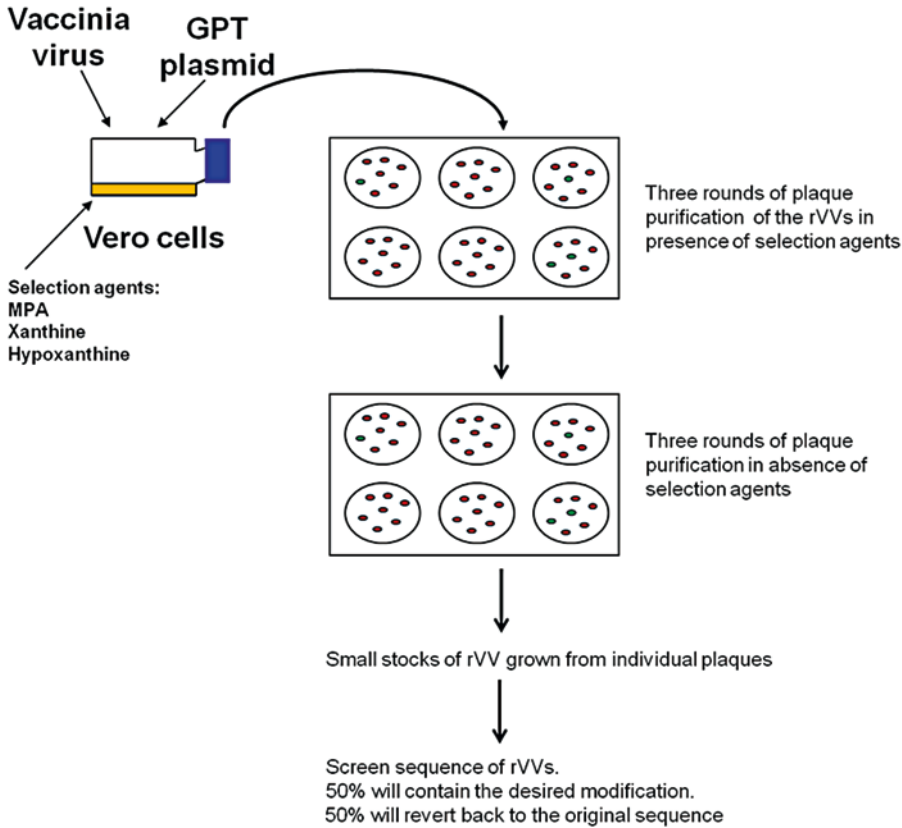 Vaccinia
virus
GPT
plasmid
Vero cells
Selection agents:
MPA
Xanthine
Hypoxanthine
Three rounds of plaque
purification of the rVVs in
presence of selection agents
Three rounds of plaque
purification in absence of
selection agents
Small stocks of rVV grown from individual plaques
Screen sequence of rVVs.
50% will contain the desired modification.
50% will revert back to the original sequence